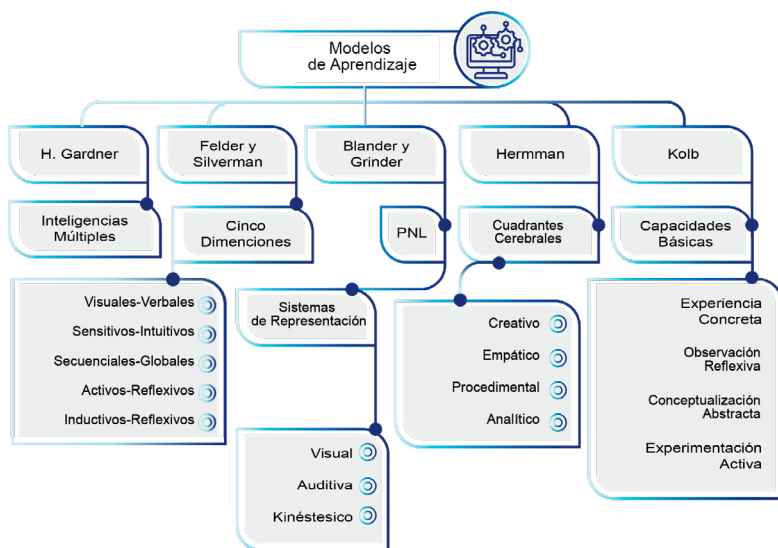 Modelos
de Aprendizaje
H. Gardner
Felder y
Silverman
Blander y
Grinder
Hermman
Kolb
Inteligencias
Múltiples
Cinco
Dimenciones
PNL
Cuadrantes
Cerebrales
Capacidades
Básicas
Visuales-Verbales
Sensitivos-Intuitivos
Secuenciales-Globales
Activos-Reflexivos
Inductivos-Reflexivos
Sistemas
de Representación
Visual
Auditiva
Kinéstesico
Creativo
Empático
Procedimental
Analítico
Experiencia
Concreta
Observación
Reflexiva
Conceptualización
Abstracta
Experimentación
Activa